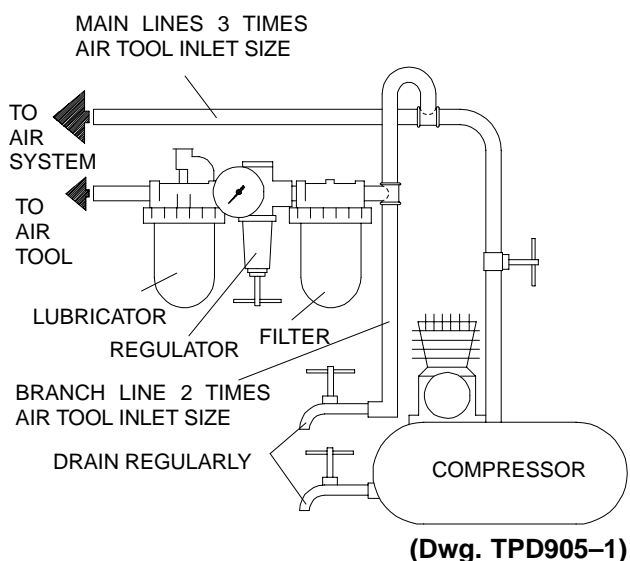 MAIN LINES 3 TIMES
AIR TOOL INLET SIZE
TO
AIR
SYSTEM
TO
AIR
TOOL
LUBRICATOR
REGULATOR
FILTER
BRANCH LINE 2 TIMES
AIR TOOL INLET SIZE
DRAIN REGULARLY
COMPRESSOR
(Dwg. TPD905–1)